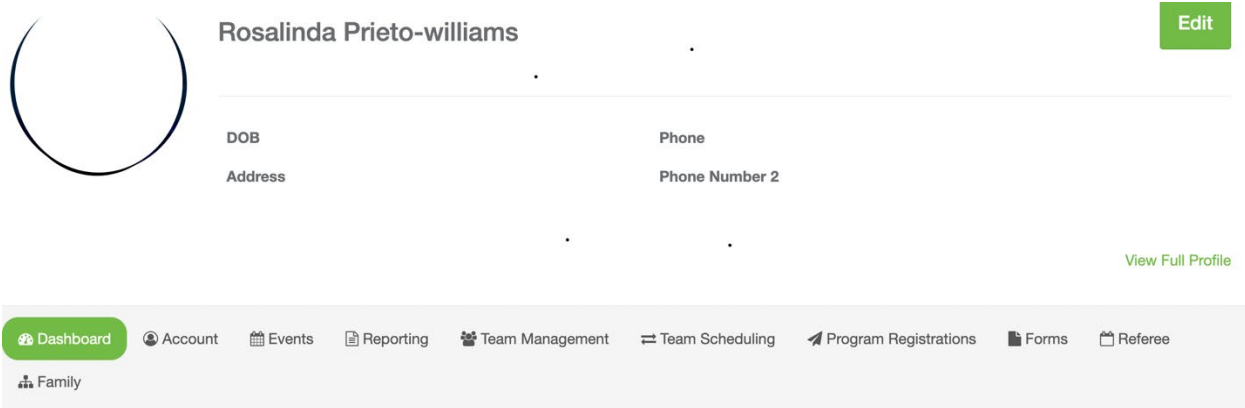 Rosalinda Prieto-williams
Edit
DOB
Phone
Address
Phone Number 2
View Full Profile
Dashboard Account Events Reporting Team Management Team Scheduling Program Registrations Forms Referee
Family